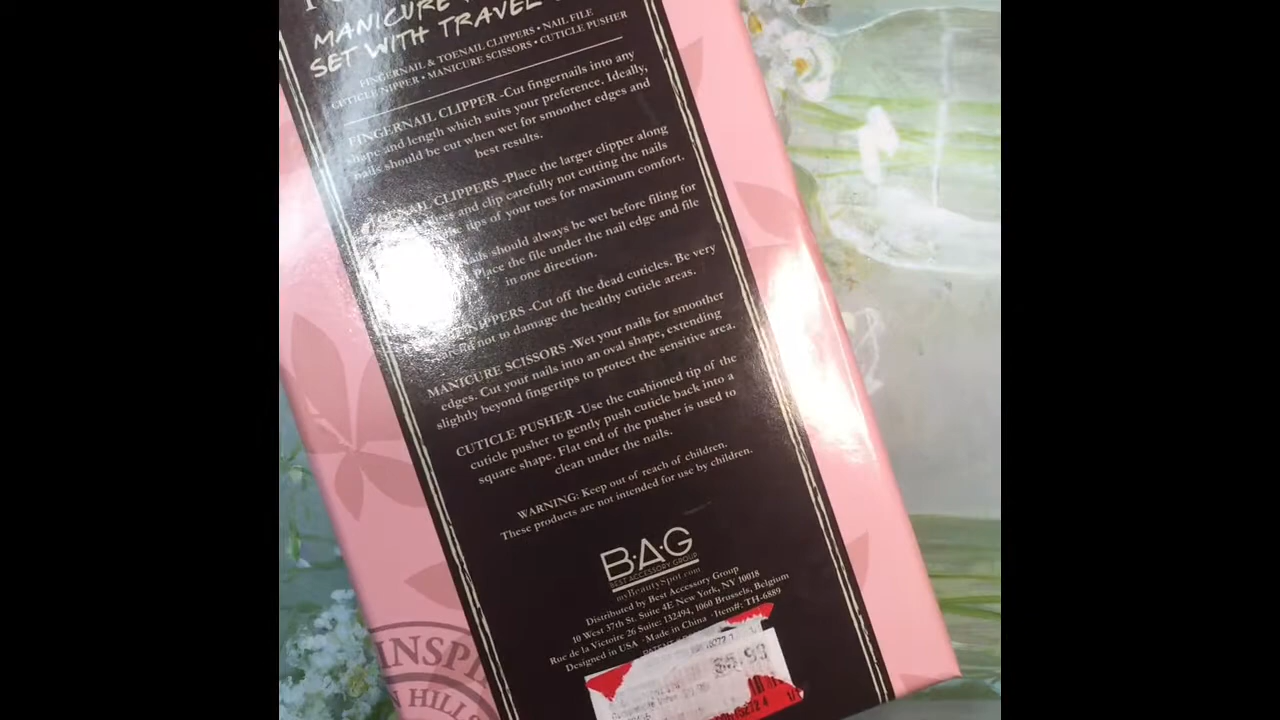 MANICURE
SET WITH TRAVEL
FINGERNAIL & TOENAIL CLIPPERS • NAIL FILE
CUTICLE NIPPER • MANICURE SCISSORS • CUTICLE PUSHER
FINGERNAIL CLIPPER -Cut fingernails into any
shape and length which suits your preference. Ideally,
nails should be cut when wet for smoother edges and
best results.
CLIPPERS -Place the larger clipper along
and clip carefully not cutting the nails
tips of your toes for maximum comfort.
should always be wet before filing for
Place the file under the nail edge and file
in one direction.
NIPPERS -Cut off the dead cuticles. Be very
not to damage the healthy cuticle areas.
MANICURE SCISSORS -Wet your nails for smoother
edges. Cut your nails into an oval shape, extending
slightly beyond fingertips to protect the sensitive area.
CUTICLE PUSHER -Use the cushioned tip of the
cuticle pusher to gently push cuticle back into a
square shape. Flat end of the pusher is used to
clean under the nails.
WARNING: Keep out of reach of children.
These products are not intended for use by children.
B·A·G
BEST ACCESSORY GROUP
myBeautySpot.com
Distributed by Best Accessory Group
10 West 37th St. Suite 4E New York, NY 10018
Rue de la Victoire 26 Suite: 132494, 1060 Brussels, Belgium
Designed in USA · Made in China · Item#: TH-6889
$5.93
INSPI
HILLS